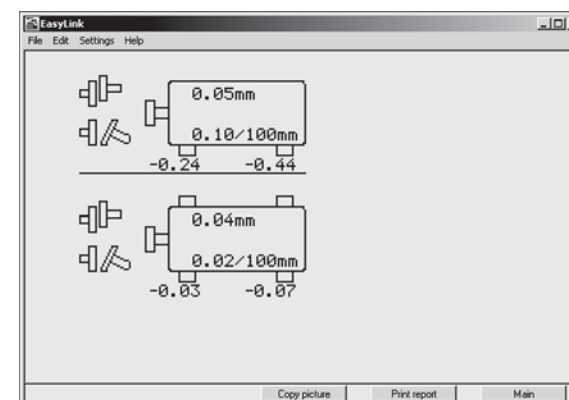 EasyLink
File Edit Settings Help
0.05mm
0.10/100mm
-0.24 -0.44
0.04mm
0.02/100mm
-0.03 -0.07
Copy picture Print report Main